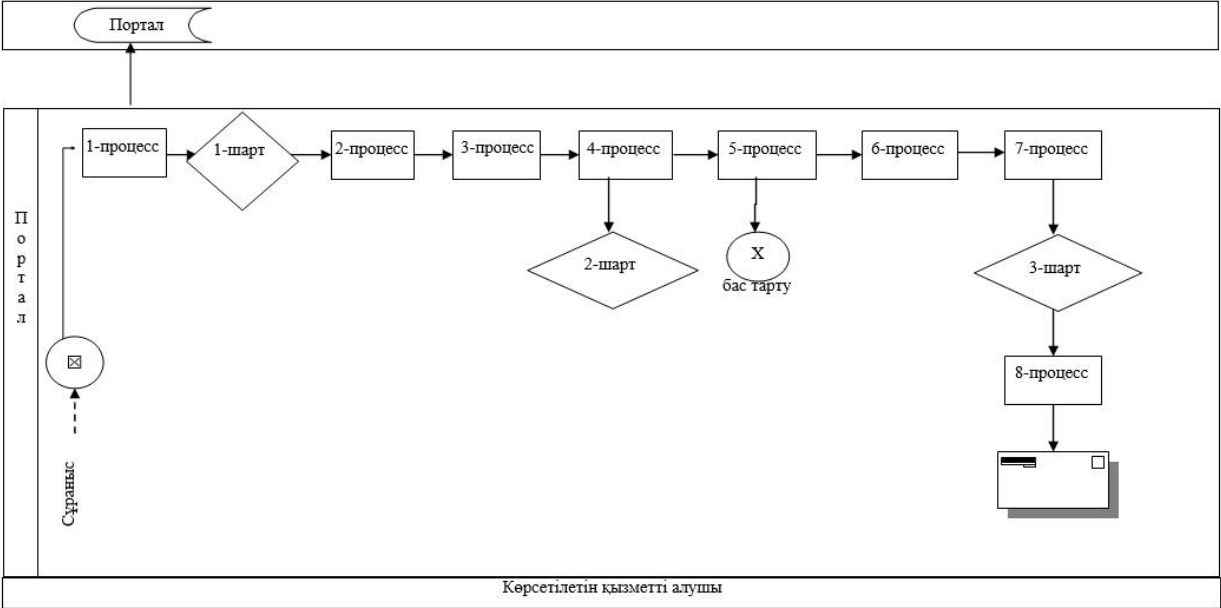 Портал
1-процесс
1-шарт
2-процесс
3-процесс
4-процесс
5-процесс
6-процесс
7-процесс
Портал
2-шарт
X
бас тарту
3-шарт
8-процесс
Сұраныс
Көрсетілетін қызметті алушы